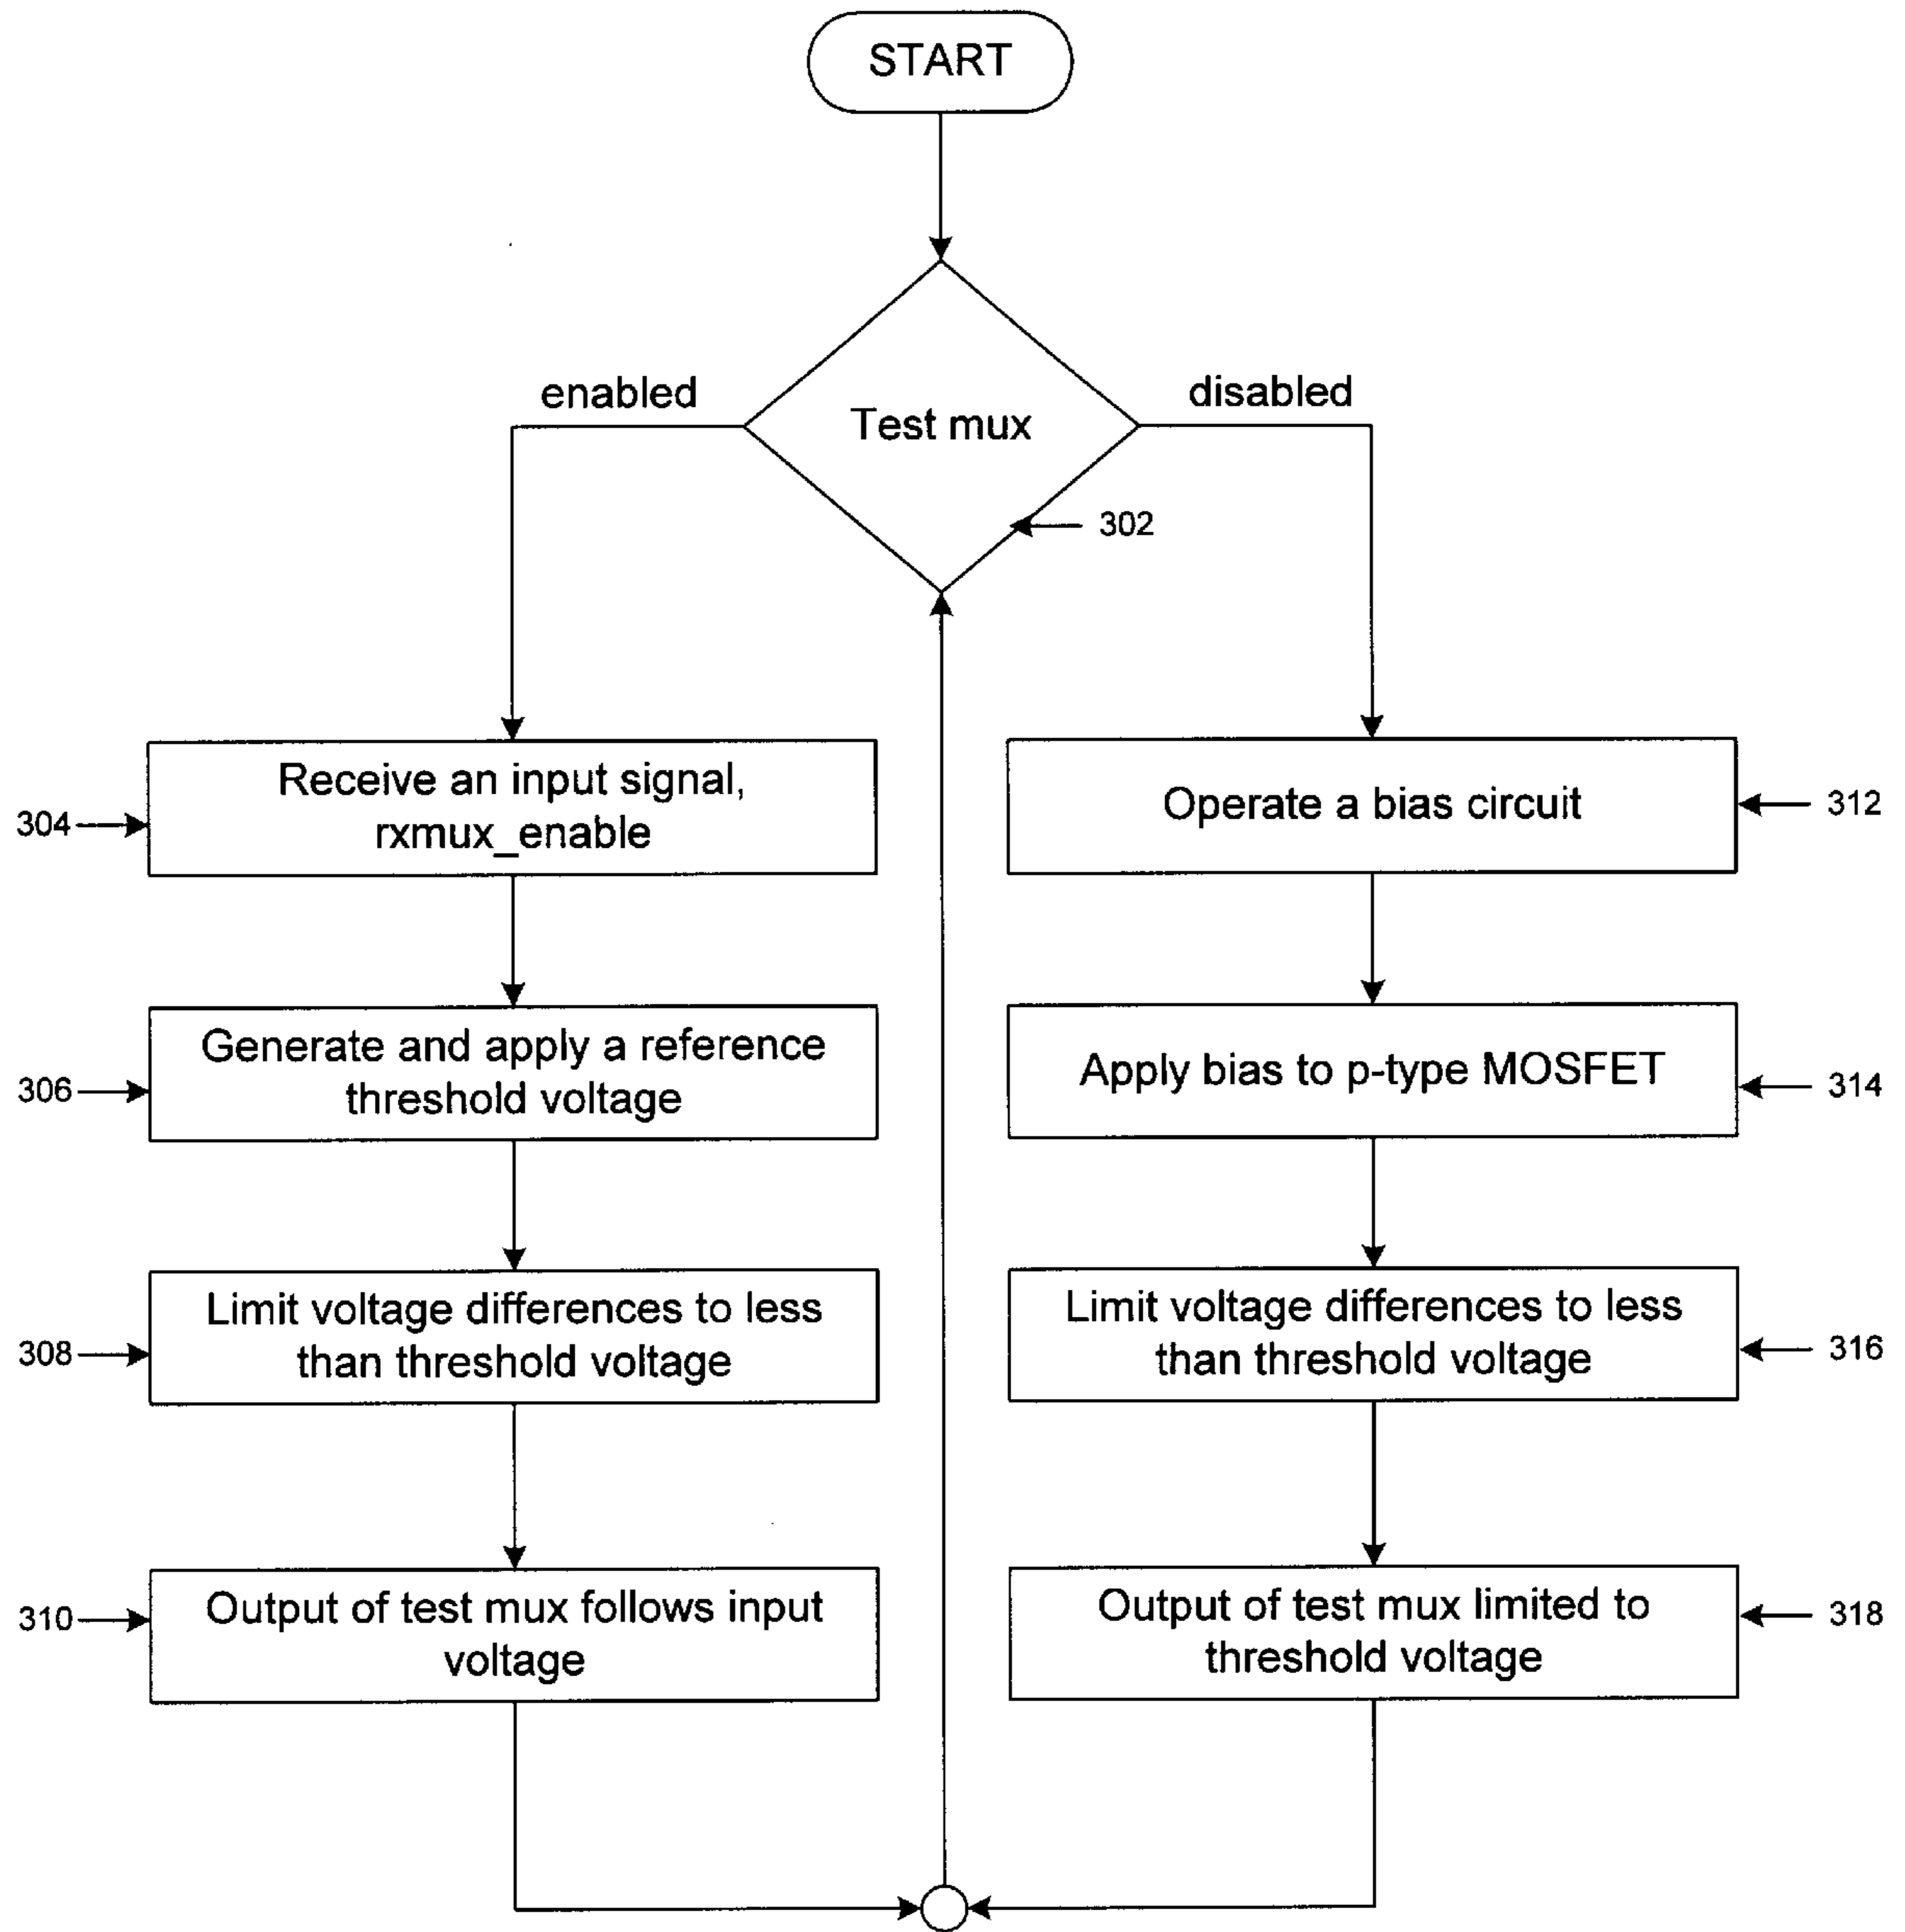 START
enabled
Test mux
disabled
302
Receive an input signal,
rxmux_enable
304
Operate a bias circuit
312
Generate and apply a reference
threshold voltage
306
Apply bias to p-type MOSFET
314
Limit voltage differences to less
than threshold voltage
308
Limit voltage differences to less
than threshold voltage
316
Output of test mux follows input
voltage
310
Output of test mux limited to
threshold voltage
318